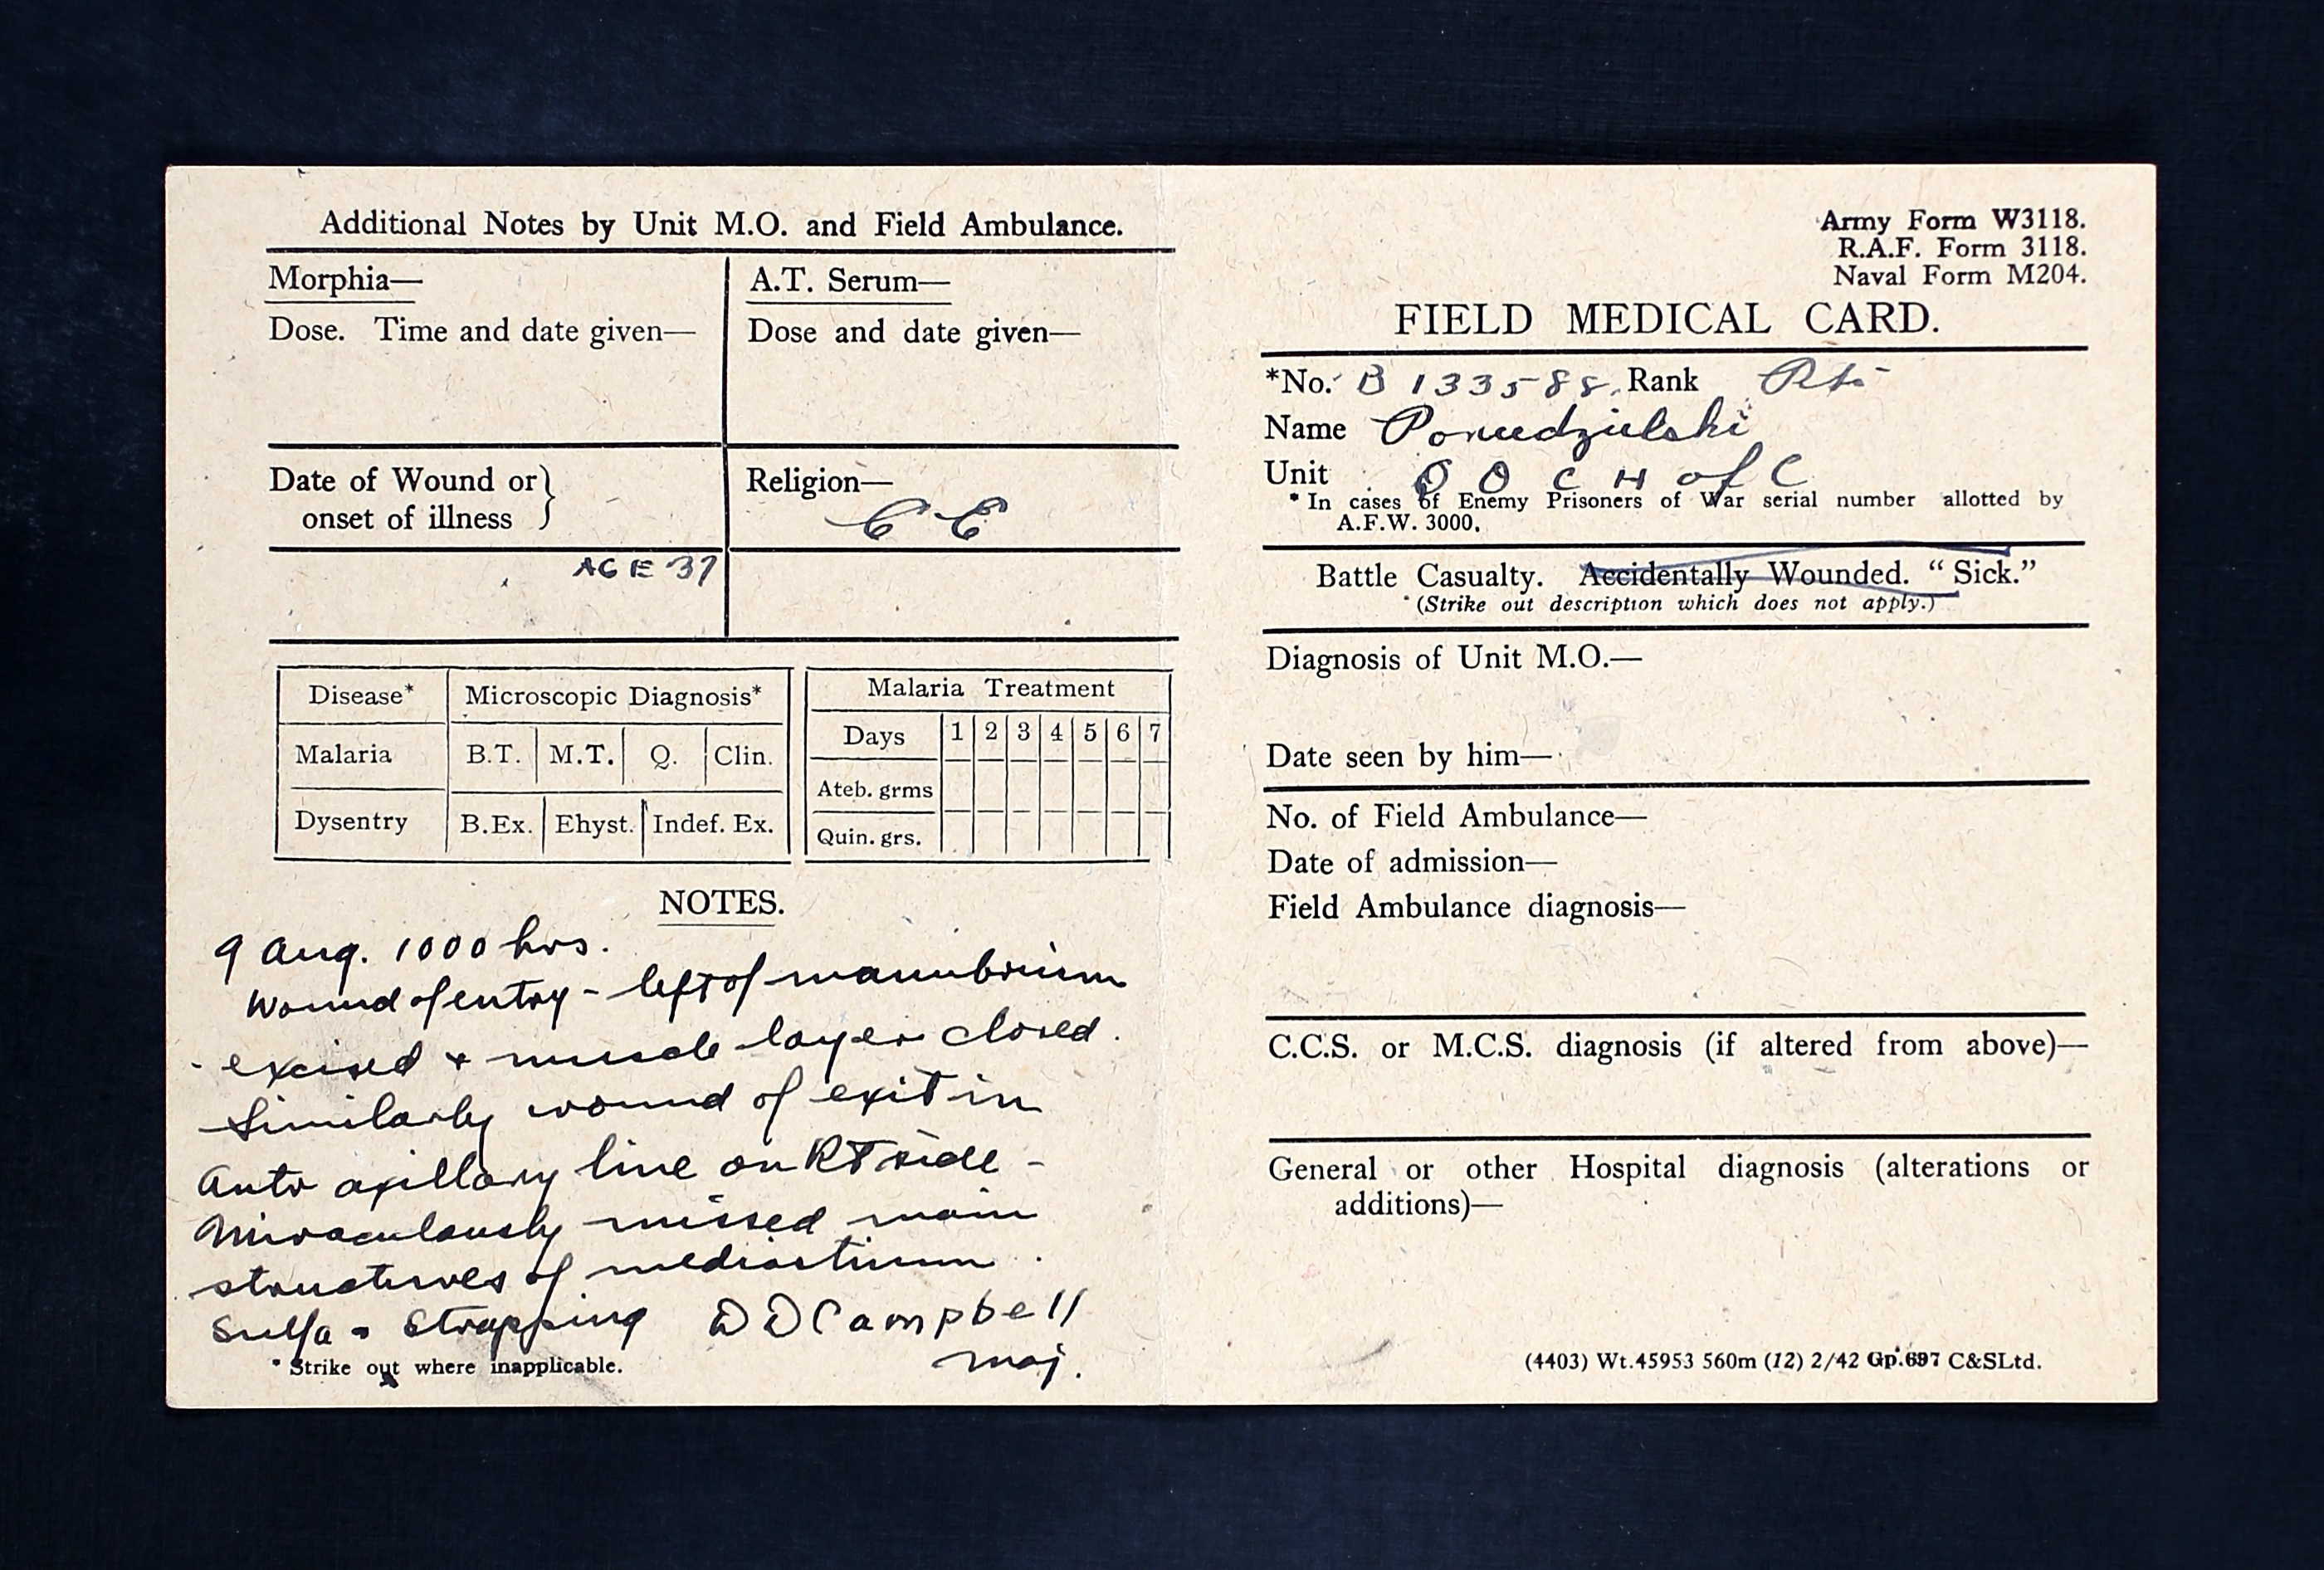 Additional Notes by Unit M.O. and Field Ambulance.
Morphia—
Dose. Time and date given—
A.T. Serum—
Dose and date given—
Date of Wound or
onset of illness
Religion—
C E
AGE 37
Disease* Microscopic Diagnosis*
Malaria B.T. M.T. Q. Clin.
Dysentry B.Ex. Ehyst. Indef. Ex.
Malaria Treatment
Days 1 2 3 4 5 6 7
Ateb. grms
Quin. grs.
NOTES.
9 Aug. 1000 hrs.
Wound of entry - left of manubrium
- excised + muscle layer closed.
Similarly wound of exit in
Antr axillary line on RT side -
Miraculously missed main
structures of mediastinum.
Sulfa - Strapping D D Campbell
Maj.
* Strike out where inapplicable.
Army Form W3118.
R.A.F. Form 3118.
Naval Form M204.
FIELD MEDICAL CARD.
*No. B 133588. Rank Pte
Name
Unit Q O C H of C
* In cases of Enemy Prisoners of War serial number allotted by
A.F.W. 3000.
Battle Casualty. Accidentally Wounded. "Sick."
(Strike out description which does not apply.)
Diagnosis of Unit M.O.—
Date seen by him—
No. of Field Ambulance—
Date of admission—
Field Ambulance diagnosis—
C.C.S. or M.C.S. diagnosis (if altered from above)—
General or other Hospital diagnosis (alterations or
additions)—
(4403) Wt.45953 560m (12) 2/42 Gp.697 C&SLtd.